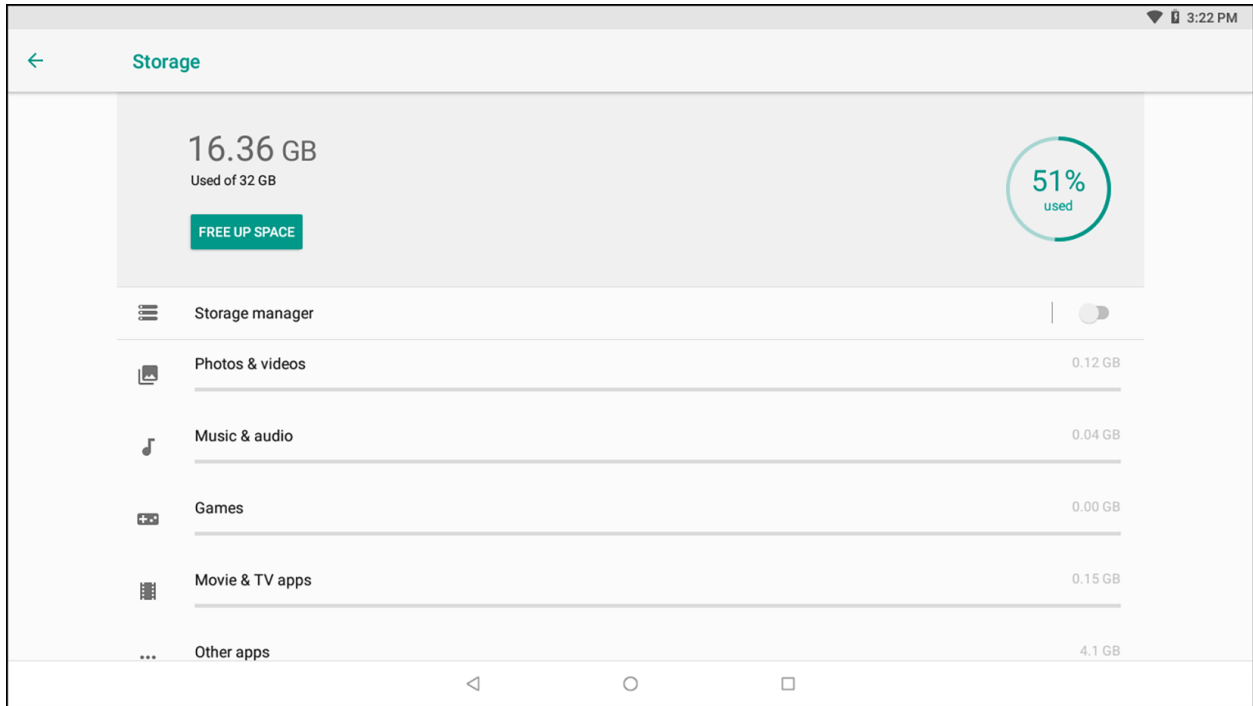 3:22 PM
Storage
16.36 GB
Used of 32 GB
51%
used
FREE UP SPACE
Storage manager
Photos & videos 0.12 GB
Music & audio 0.04 GB
Games 0.00 GB
Movie & TV apps 0.15 GB
Other apps 4.1 GB